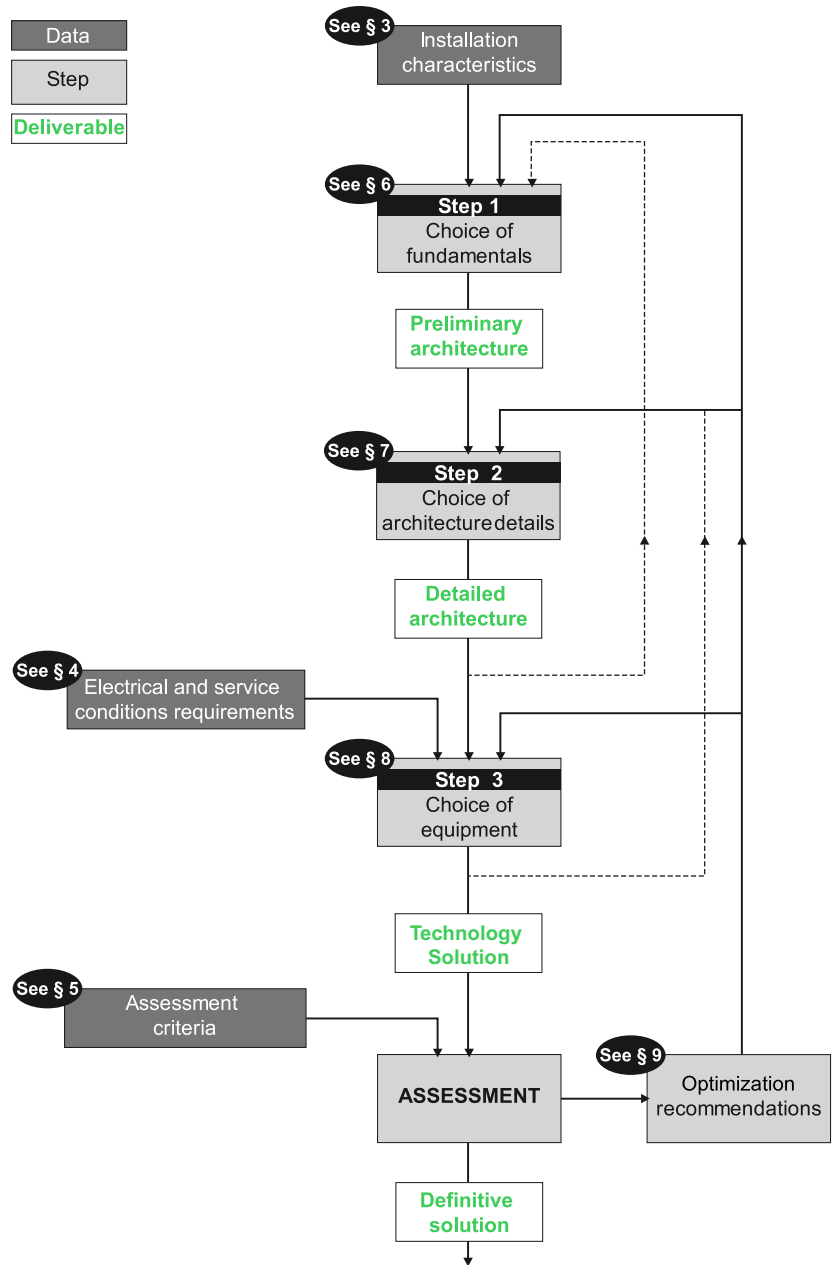 Data
Step
Deliverable
See § 3
Installation
characteristics
See § 6
Step 1
Choice of
fundamentals
Preliminary
architecture
See § 7
Step 2
Choice of
architecture details
Detailed
architecture
See § 4
Electrical and service
conditions requirements
See § 8
Step 3
Choice of
equipment
Technology
Solution
See § 5
Assessment
criteria
ASSESSMENT
See § 9
Optimization
recommendations
Definitive
solution